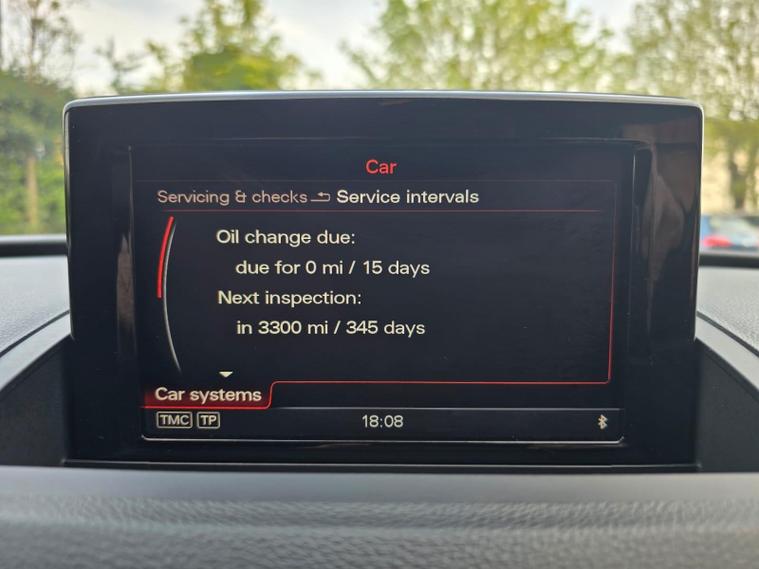 Car
Servicing & checks Service intervals
Oil change due:
due for 0 mi / 15 days
Next inspection:
in 3300 mi / 345 days
Car systems
TMC TP 18:08